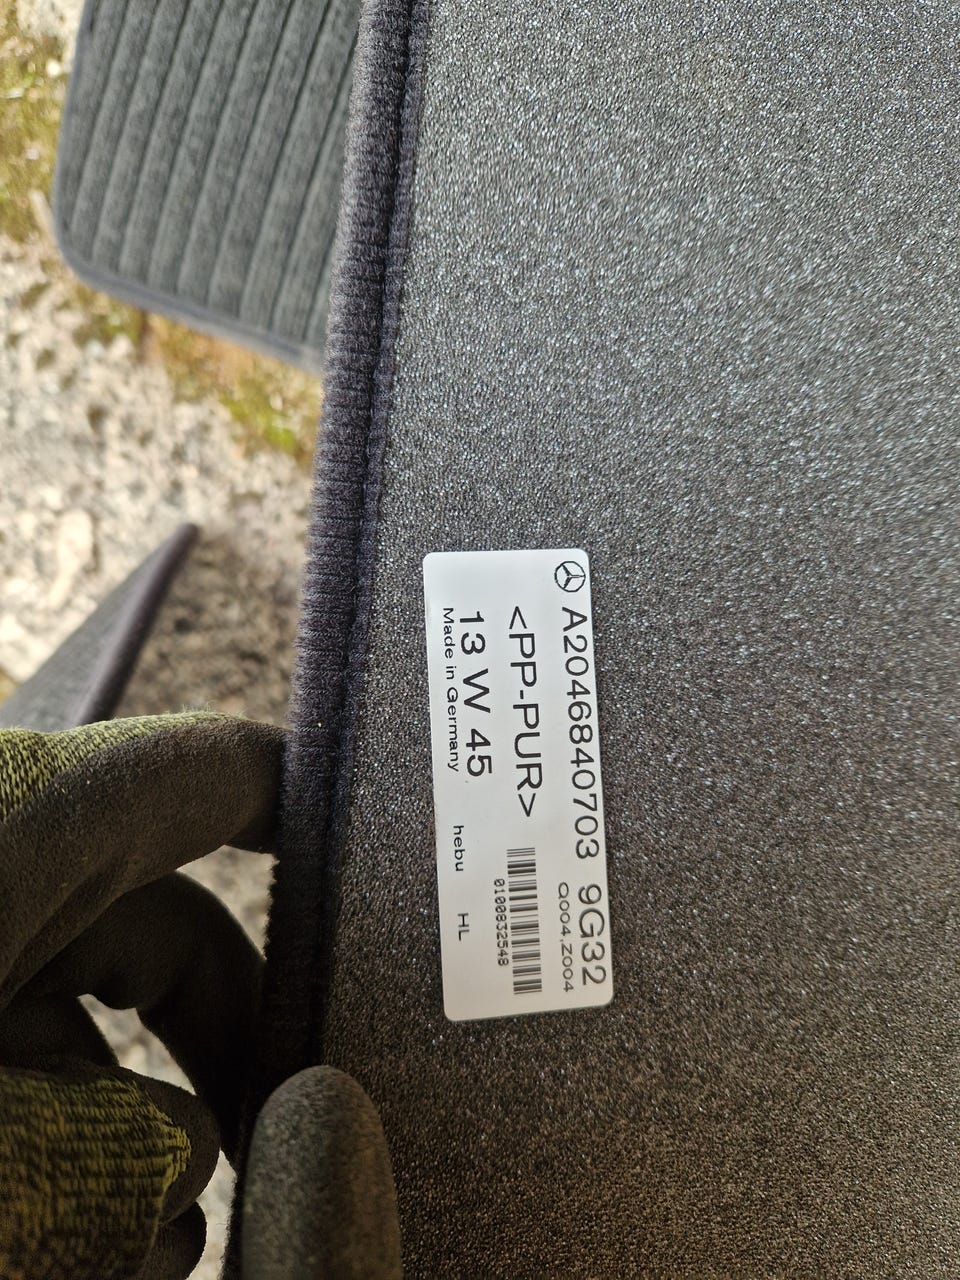 A2046840703 9G32
Q004,Z004
<PP-PUR>
0100832548
13 W 45
Made in Germany hebu HL